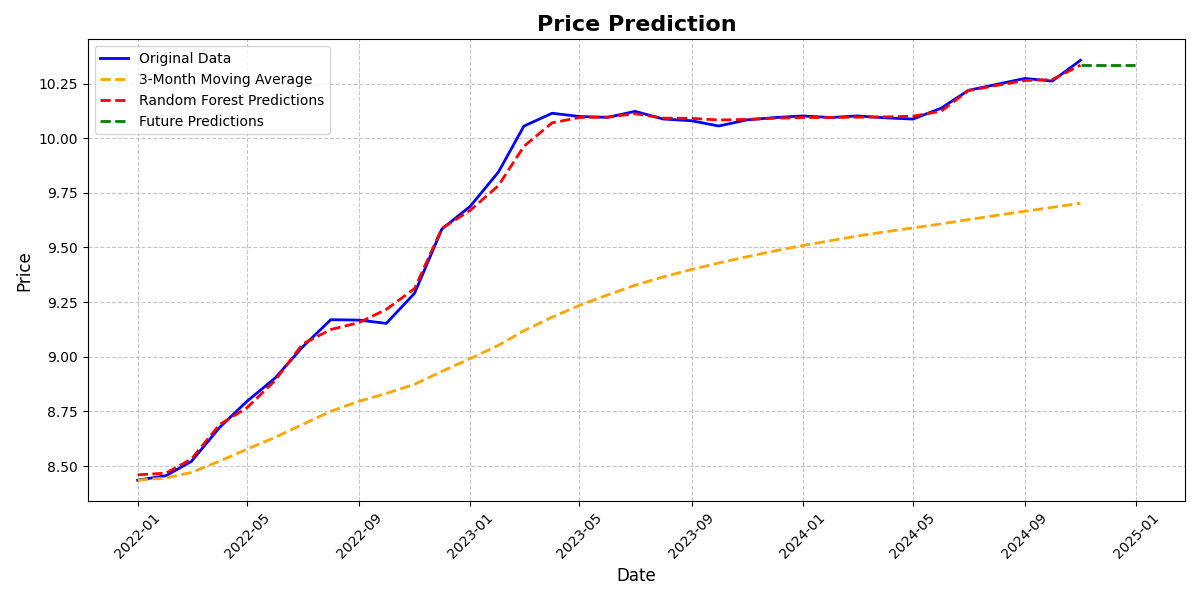 Price Prediction
Original Data
3-Month Moving Average
Random Forest Predictions
Future Predictions
Price
10.25
10.00
9.75
9.50
9.25
9.00
8.75
8.50
2022-01
2022-05
2022-09
2023-01
2023-05
2023-09
2024-01
2024-05
2024-09
2025-01
Date